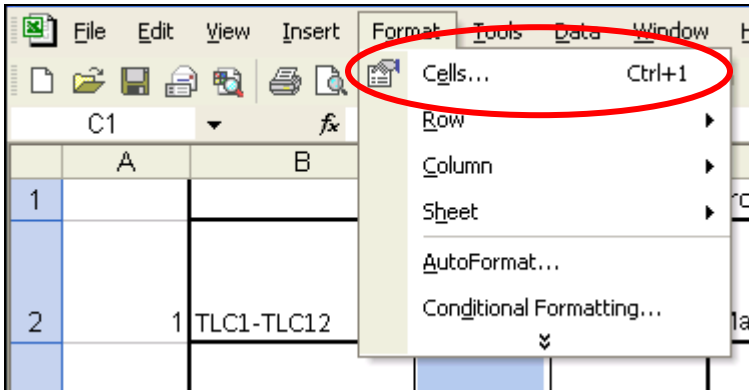 File Edit View Insert Format Tools Data Window
Cells... Ctrl+1
C1 fx Row
A B Column
1 Sheet
AutoFormat...
2 1 TLC1-TLC12 Conditional Formatting...